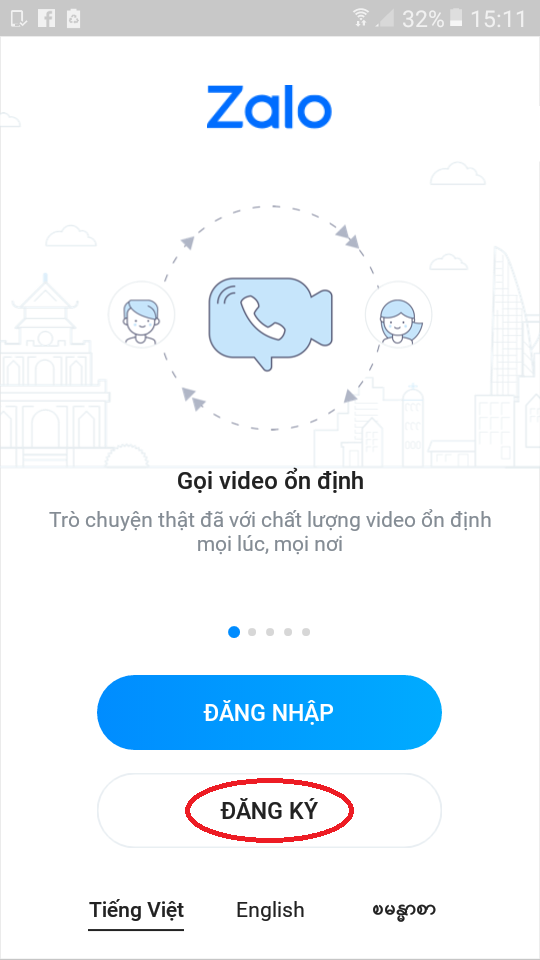 32% 15:11
Zalo
Gọi video ổn định
Trò chuyện thật đã với chất lượng video ổn định
mọi lúc, mọi nơi
ĐĂNG NHẬP
ĐĂNG KÝ
Tiếng Việt English ၿမန္မာစာ